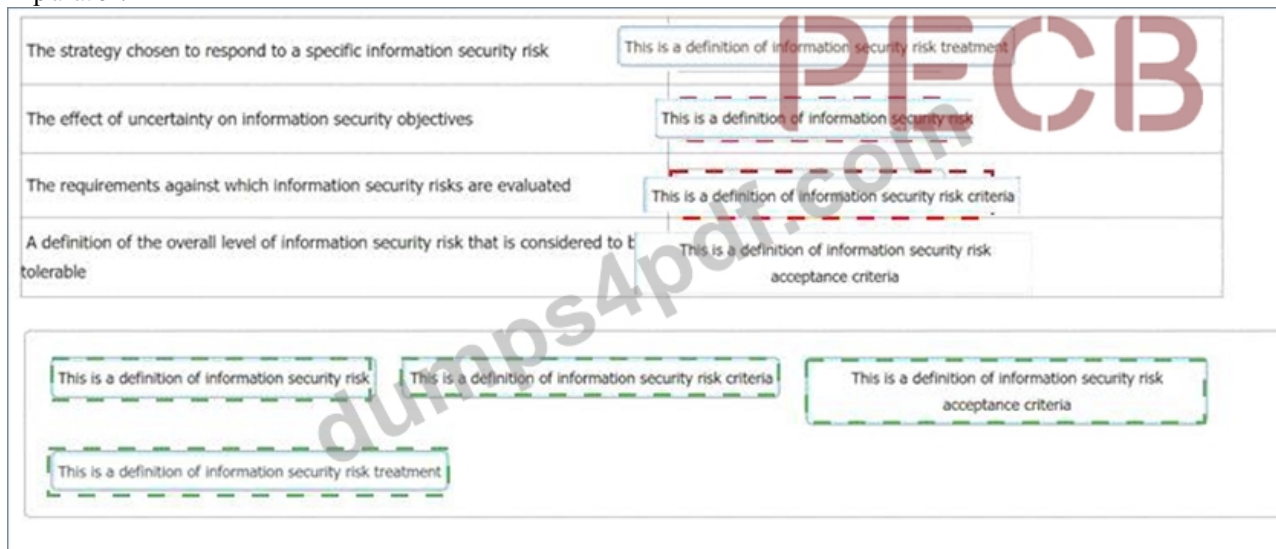 The strategy chosen to respond to a specific information security risk
This is a definition of information security risk treatment
PECB
The effect of uncertainty on information security objectives
This is a definition of information security risk
The requirements against which information security risks are evaluated
This is a definition of information security risk criteria
A definition of the overall level of information security risk that is considered to b
tolerable
This is a definition of information security risk
acceptance criteria
dumps4pdf.com
This is a definition of information security risk
This is a definition of information security risk criteria
This is a definition of information security risk
acceptance criteria
This is a definition of information security risk treatment